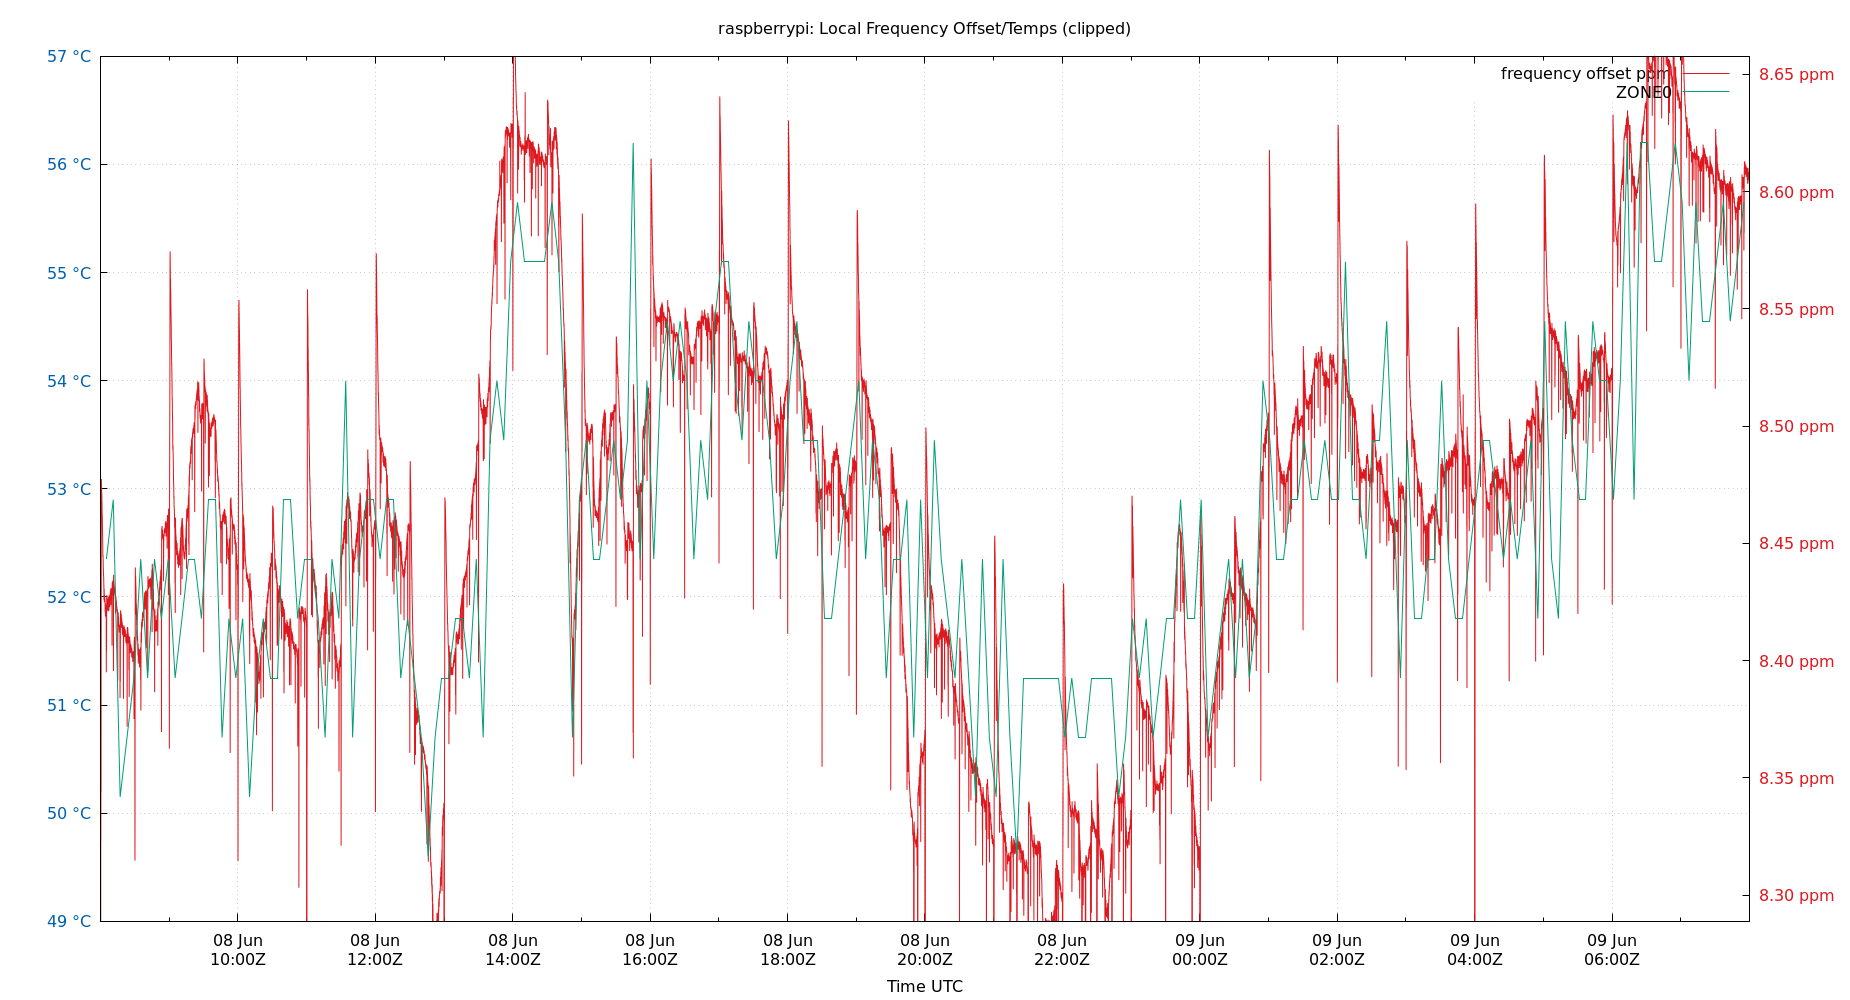 raspberrypi: Local Frequency Offset/Temps (clipped)
57 °C
56 °C
55 °C
54 °C
53 °C
52 °C
51 °C
50 °C
49 °C
frequency offset ppm
ZONE0
8.65 ppm
8.60 ppm
8.55 ppm
8.50 ppm
8.45 ppm
8.40 ppm
8.35 ppm
8.30 ppm
08 Jun 08 Jun 08 Jun 08 Jun 08 Jun 08 Jun 08 Jun 09 Jun 09 Jun 09 Jun 09 Jun
10:00Z 12:00Z 14:00Z 16:00Z 18:00Z 20:00Z 22:00Z 00:00Z 02:00Z 04:00Z 06:00Z
Time UTC